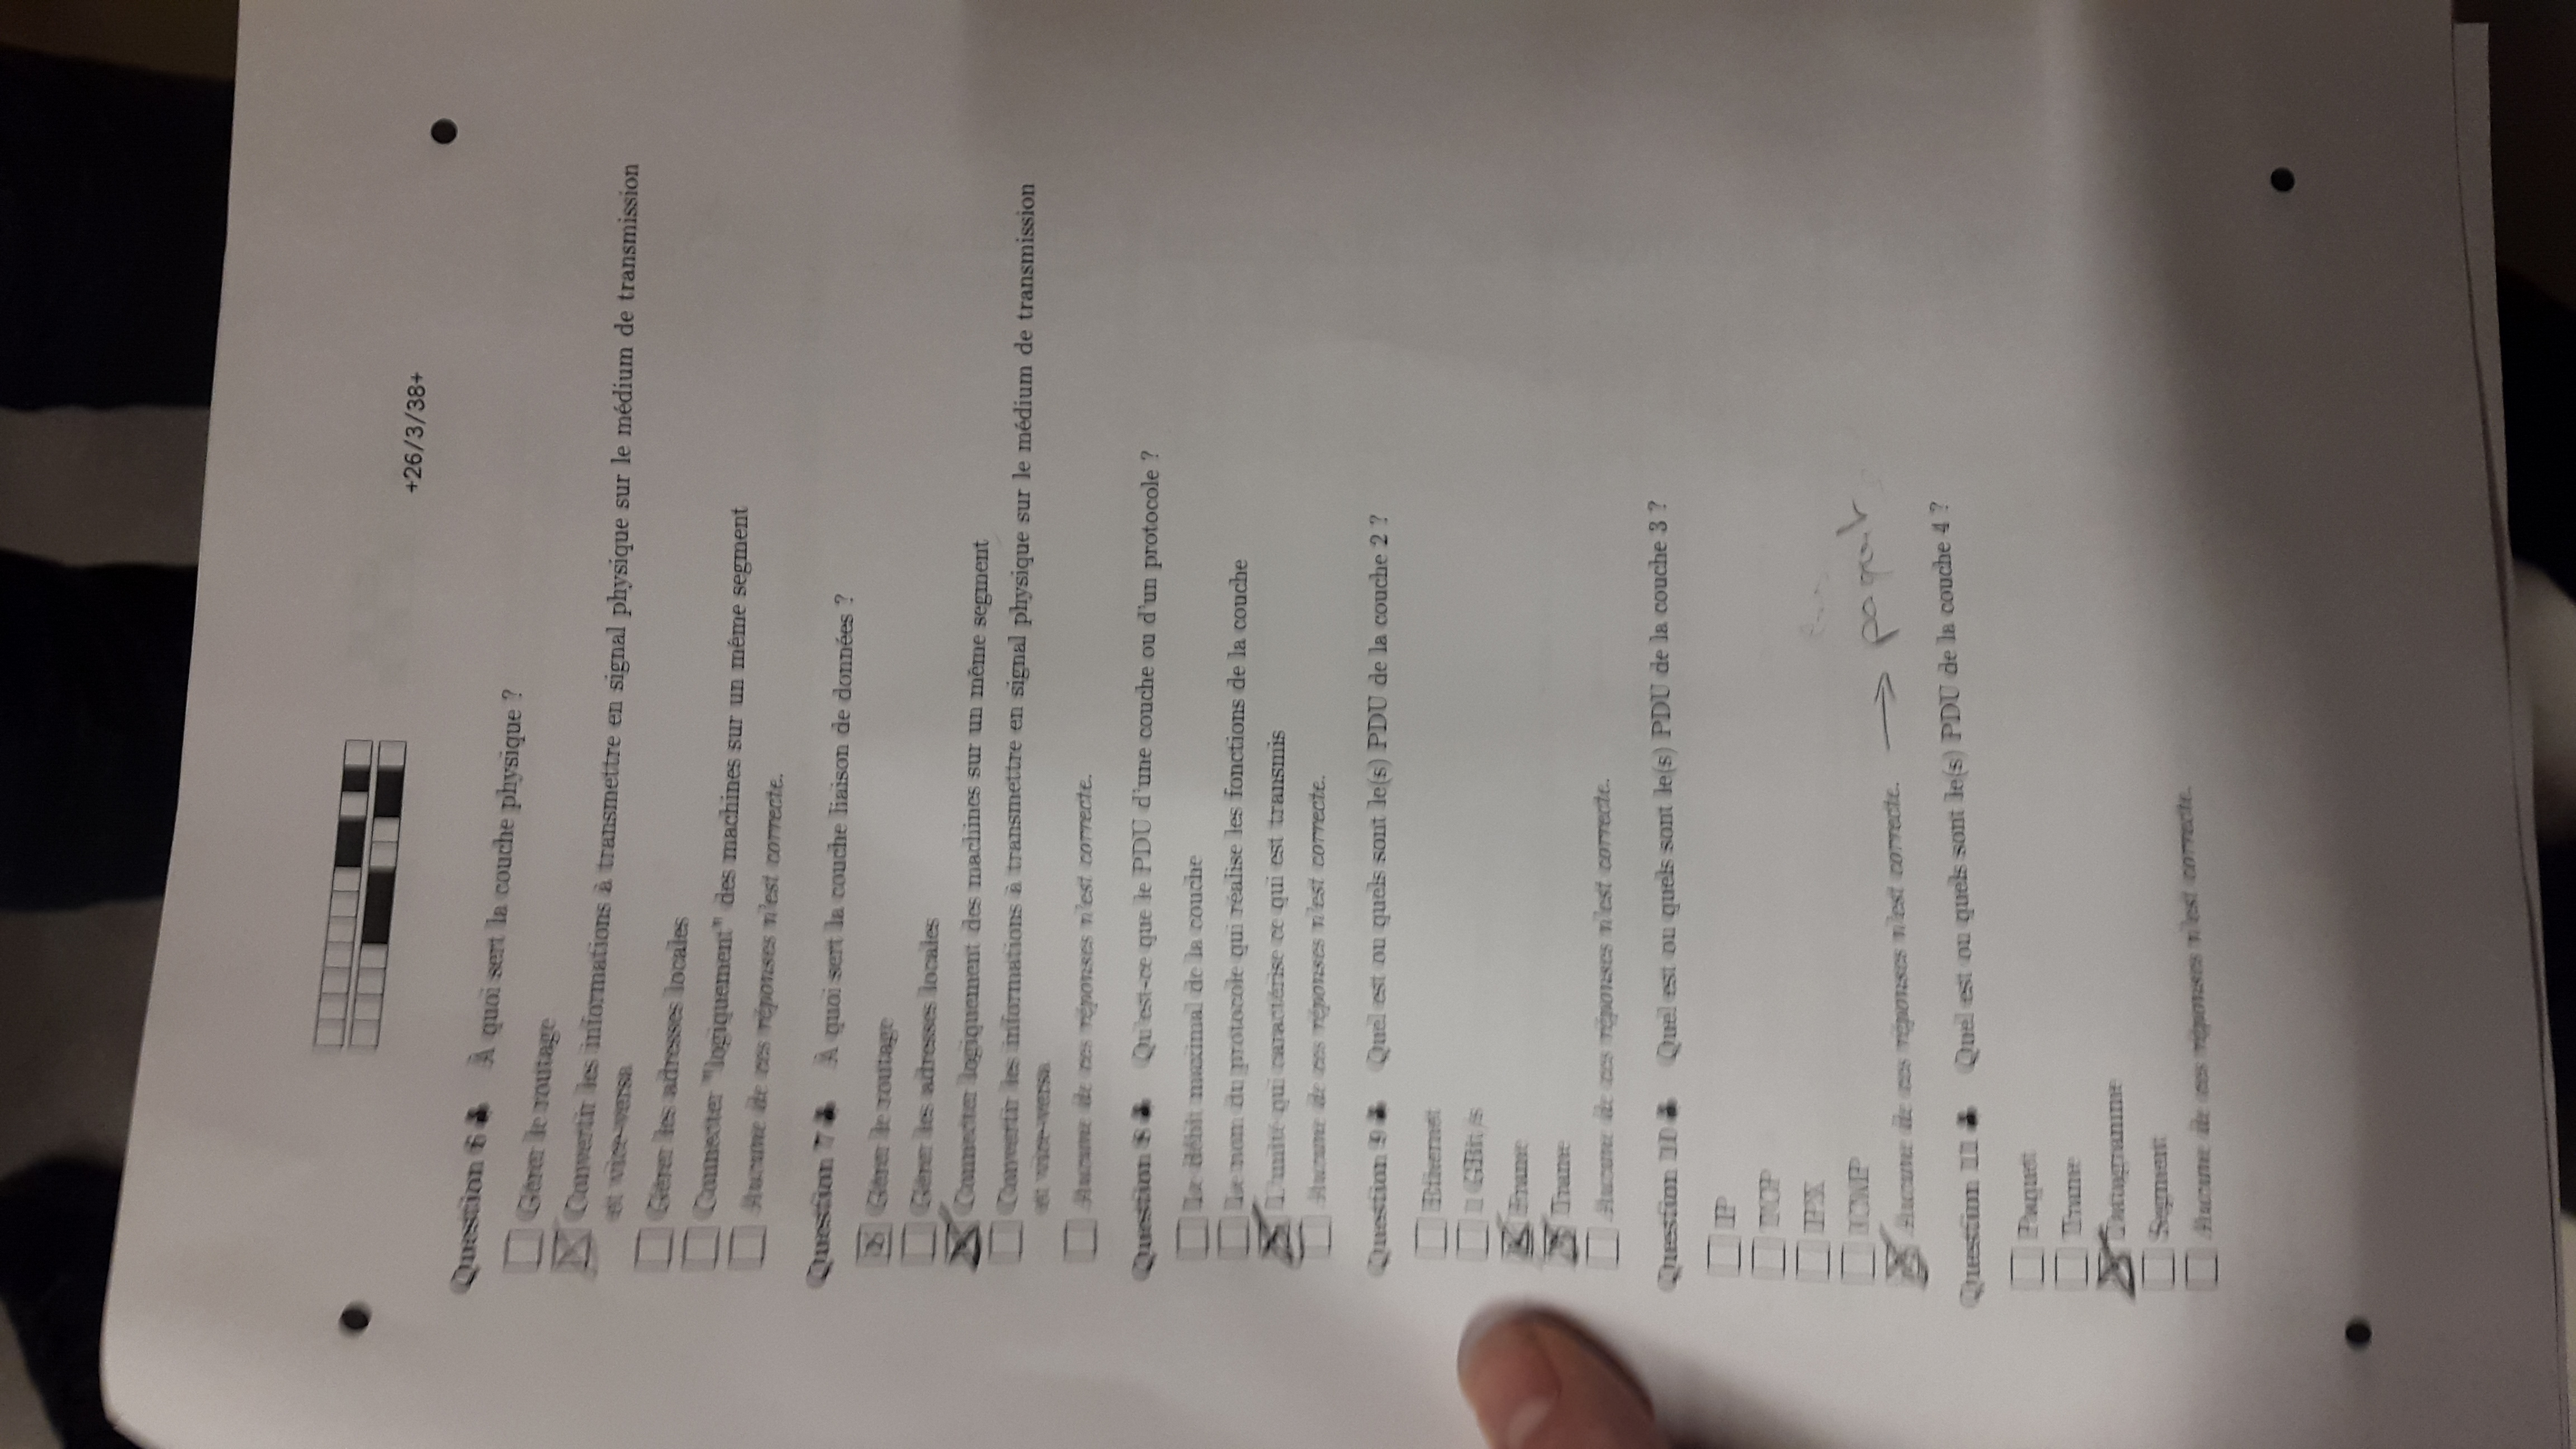 +26/3/38+
Question 6 ♣ À quoi sert la couche physique ?
Gérer le routage
Convertir les informations à transmettre en signal physique sur le médium de transmission
et vice-versa
Gérer les adresses locales
Connecter "logiquement" des machines sur un même segment
Aucune de ces réponses n'est correcte.
Question 7 ♣ À quoi sert la couche liaison de données ?
Gérer le routage
Gérer les adresses locales
Connecter logiquement des machines sur un même segment
Convertir les informations à transmettre en signal physique sur le médium de transmission
et vice-versa
Aucune de ces réponses n'est correcte.
Question 8 ♣ Qu'est-ce que le PDU d'une couche ou d'un protocole ?
Le débit maximal de la couche
Le nom du protocole qui réalise les fonctions de la couche
L'unité qui caractérise ce qui est transmis
Aucune de ces réponses n'est correcte.
Question 9 ♣ Quel est ou quels sont le(s) PDU de la couche 2 ?
Ethernet
1 GBit/s
Frame
Trame
Aucune de ces réponses n'est correcte.
Question 10 ♣ Quel est ou quels sont le(s) PDU de la couche 3 ?
IP
TCP
IPX
ICMP
Aucune de ces réponses n'est correcte. → paquet
Question 11 ♣ Quel est ou quels sont le(s) PDU de la couche 4 ?
Paquet
Trame
Datagramme
Segment
Aucune de ces réponses n'est correcte.